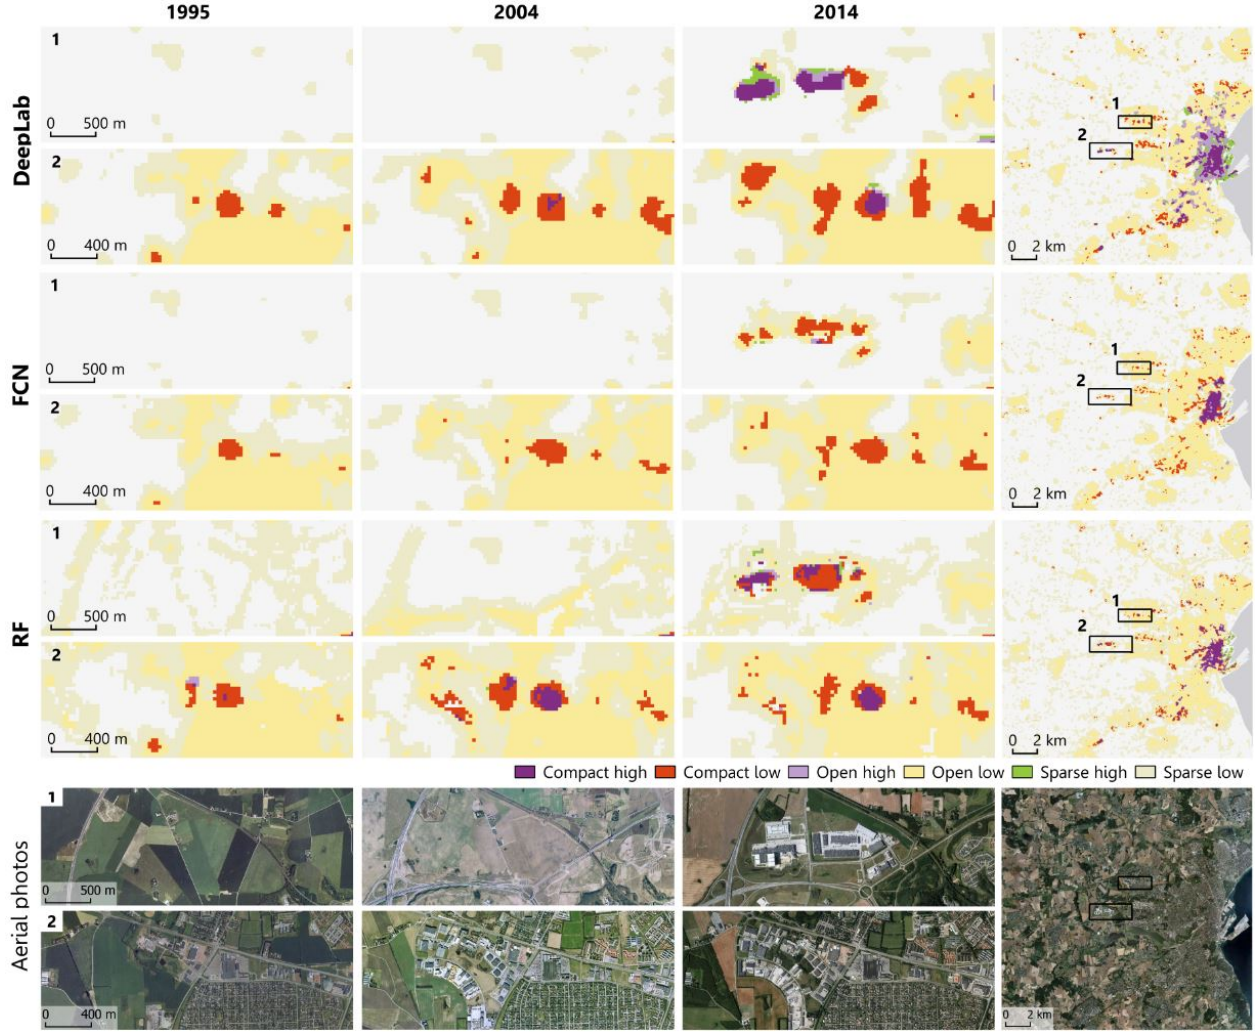 1995 2004 2014
DeepLab
1
0 500 m
2
0 400 m
1
2
0 2 km
FCN
1
0 500 m
2
0 400 m
1
2
0 2 km
RF
1
0 500 m
2
0 400 m
1
2
0 2 km
Compact high Compact low Open high Open low Sparse high Sparse low
Aerial photos
1
0 500 m
2
0 400 m
0 2 km